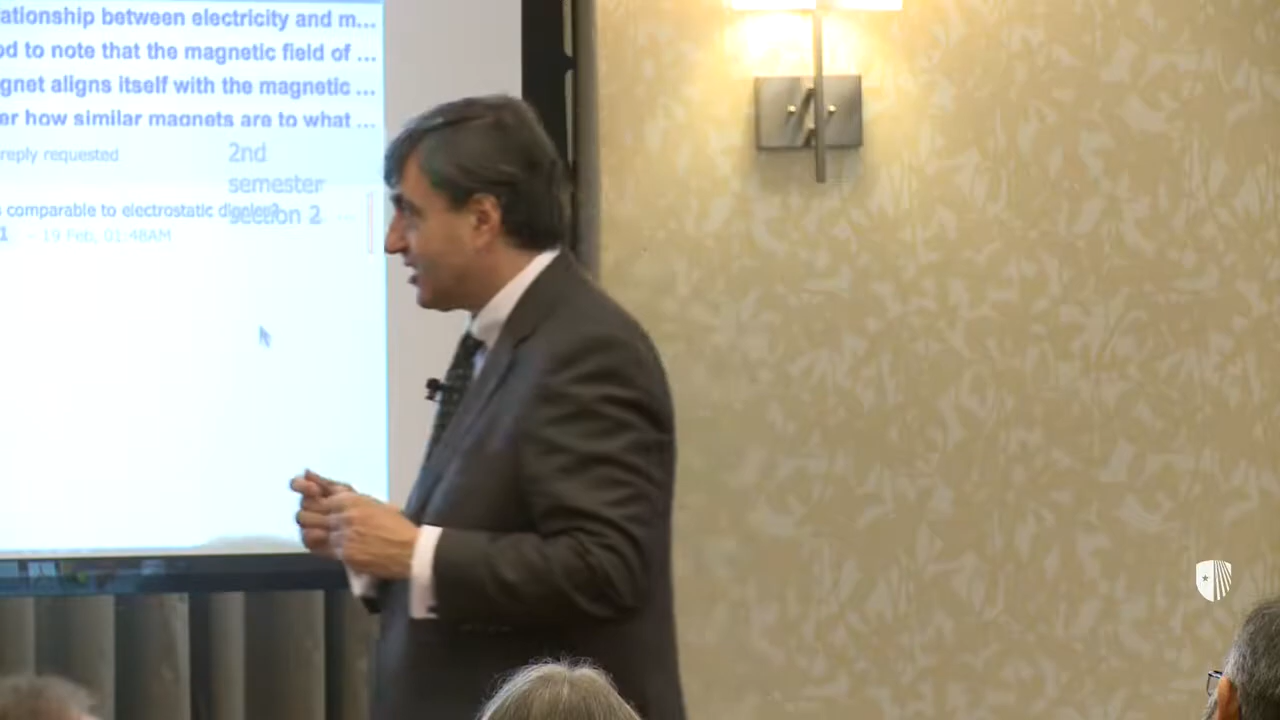 ationship between electricity and m...
od to note that the magnetic field of ...
gnet aligns itself with the magnetic ...
er how similar magnets are to what ...
reply requested
2nd
semester
section 2
s comparable to electrostatic dipoles?
1 - 19 Feb, 01:48AM